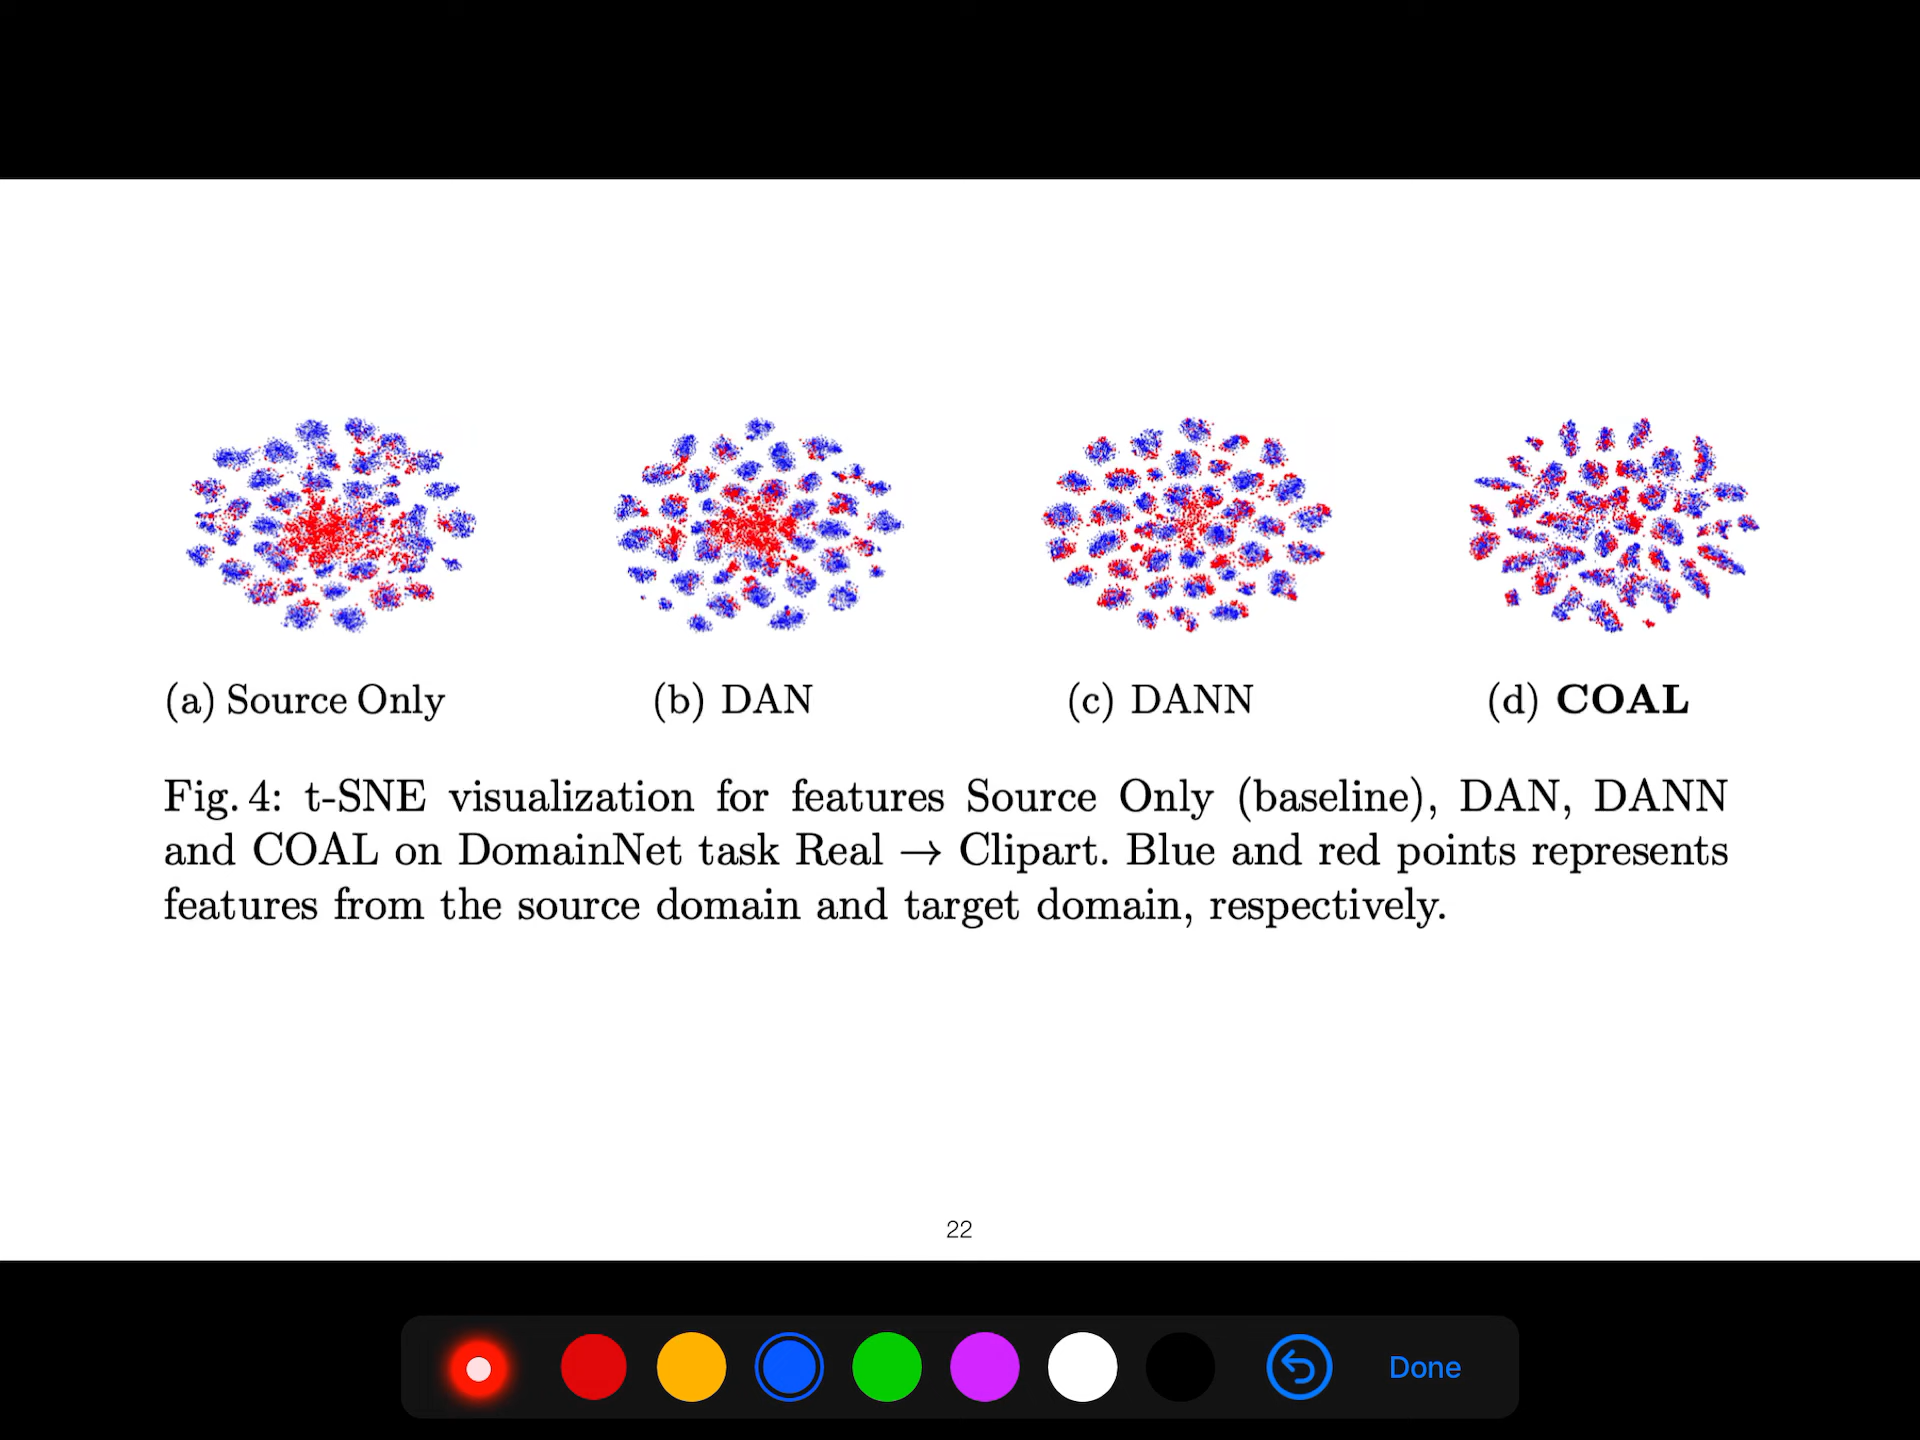 (a) Source Only
(b) DAN
(c) DANN
(d) COAL
Fig. 4: t-SNE visualization for features Source Only (baseline), DAN, DANN
and COAL on DomainNet task Real → Clipart. Blue and red points represents
features from the source domain and target domain, respectively.
22
Done